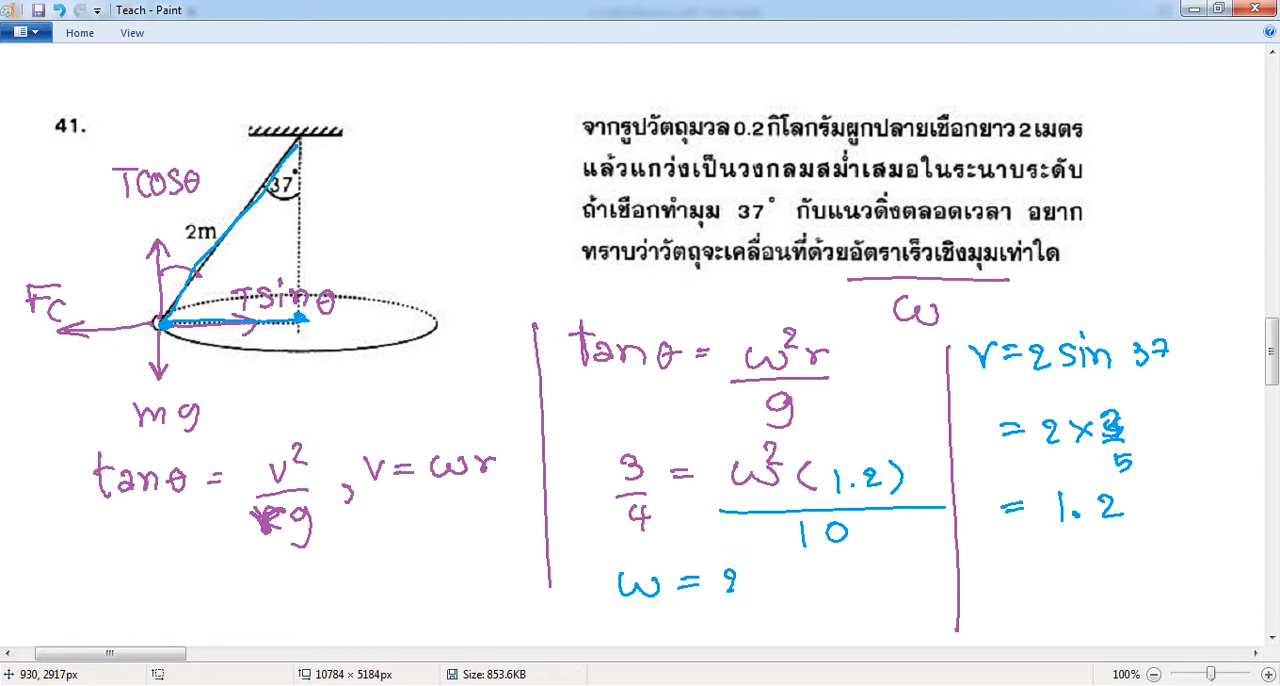 Teach - Paint
Home View
41.
จากรูปวัตถุมวล 0.2 กิโลกรัมผูกปลายเชือกยาว 2 เมตร
แล้วแกว่งเป็นวงกลมสม่ำเสมอในระนาบระดับ
ถ้าเชือกทำมุม 37° กับแนวดิ่งตลอดเวลา อยาก
ทราบว่าวัตถุจะเคลื่อนที่ด้วยอัตราเร็วเชิงมุมเท่าใด
ω
Tcosθ
37°
2m
Fc
Tsinθ
mg
tanθ = v²/g , v = ωr
tanθ = ω²r/g
3/4 = ω²(1.2)/10
ω = 2
r = 2 sin 37
= 2 × 3/5
= 1.2
930, 2917px
10784 × 5184px
Size: 853.6KB
100%